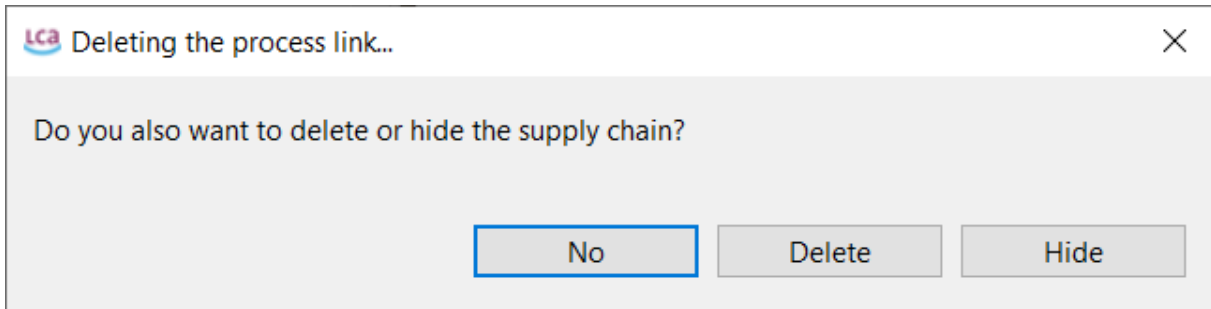 LCA Deleting the process link...
Do you also want to delete or hide the supply chain?
No Delete Hide